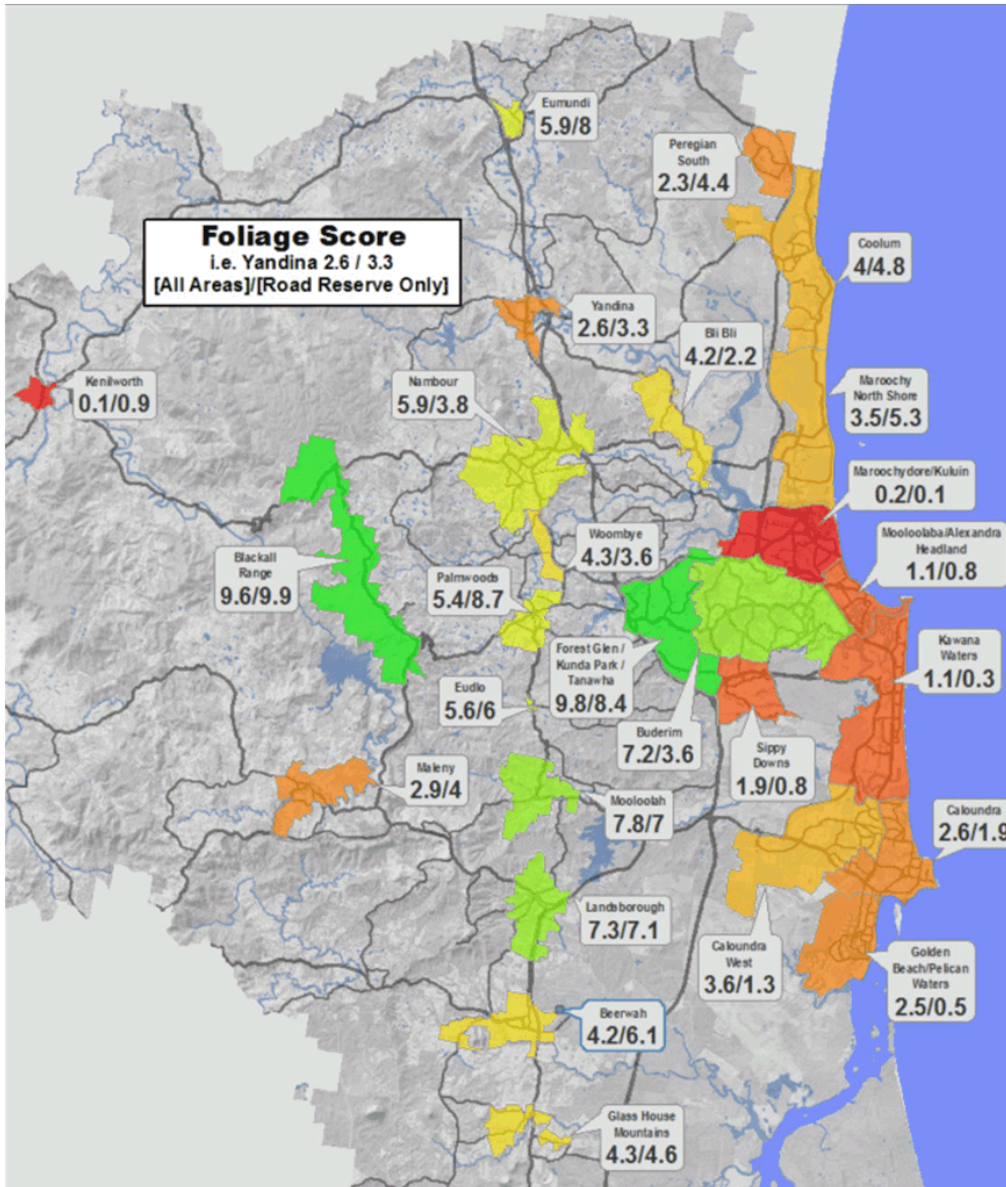 Eumundi
5.9/8
Peregian
South
2.3/4.4
Foliage Score
i.e. Yandina 2.6 / 3.3
[All Areas]/[Road Reserve Only]
Coolum
4/4.8
Yandina
2.6/3.3
Bli Bli
4.2/2.2
Kenilworth
0.1/0.9
Nambour
5.9/3.8
Maroochy
North Shore
3.5/5.3
Maroochydore/Kuluin
0.2/0.1
Mooloolaba/Alexandra
Headland
1.1/0.8
Woombye
4.3/3.6
Blackall
Range
9.6/9.9
Palmwoods
5.4/8.7
Forest Glen /
Kunda Park /
Tanawha
9.8/8.4
Kawana
Waters
1.1/0.3
Eudlo
5.6/6
Buderim
7.2/3.6
Sippy
Downs
1.9/0.8
Maleny
2.9/4
Mooloolah
7.8/7
Caloundra
2.6/1.9
Landsborough
7.3/7.1
Caloundra
West
3.6/1.3
Golden
Beach/Pelican
Waters
2.5/0.5
Beerwah
4.2/6.1
Glass House
Mountains
4.3/4.6